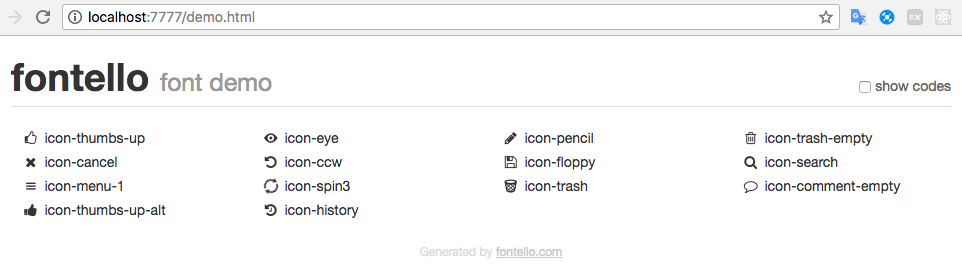 localhost:7777/demo.html
fontello font demo
show codes
icon-thumbs-up icon-eye icon-pencil icon-trash-empty
icon-cancel icon-ccw icon-floppy icon-search
icon-menu-1 icon-spin3 icon-trash icon-comment-empty
icon-thumbs-up-alt icon-history
Generated by fontello.com